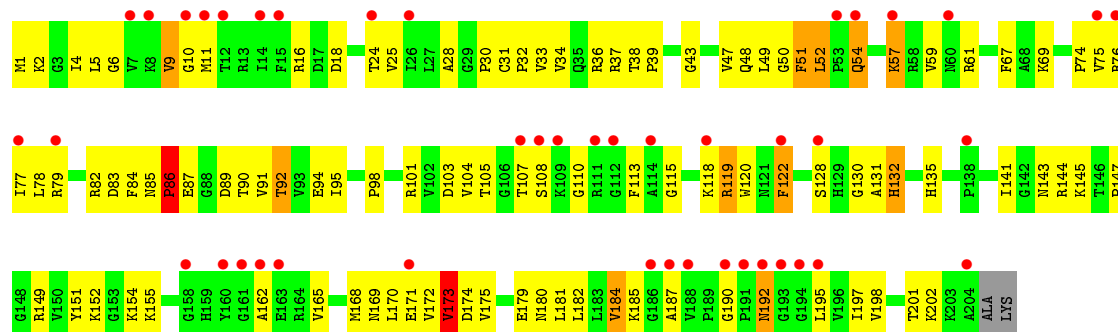 M1 K2 G3 I4 L5 G6 V7 K8 V9 G10 M11 T12 R13 I14 F15 R16 D17 D18 T24 V25 I26 L27 A28 G29 P30 C31 P32 V33 V34 Q35 R36 R37 T38 P39 G43 V47 Q48 L49 G50 F51 L52 P53 Q54 K57 R58 V59 N60 R61 F67 A68 K69 P74 V75
I77 L78 R79 R82 D83 F84 N85 P86 E87 G88 D89 T90 V91 T92 V93 E94 I95 P98 R101 V102 D103 V104 T105 G106 T107 S108 K109 G110 R111 G112 F113 A114 G115 K118 R119 W120 N121 F122 S128 H129 G130 A131 H132 H135 P138 I141 G142 N143 R144 K145 T146
G148 R149 V150 Y151 K152 G153 K154 K155 G158 H159 Y160 G161 A162 E163 R164 V165 M168 N169 L170 E171 V172 V173 D174 V175 E179 N180 L181 L182 L183 V184 K185 G186 A187 V188 P189 G190 P191 N192 G193 G194 L195 V196 I197 V198 T201 K202 K203 A204 ALA LYS